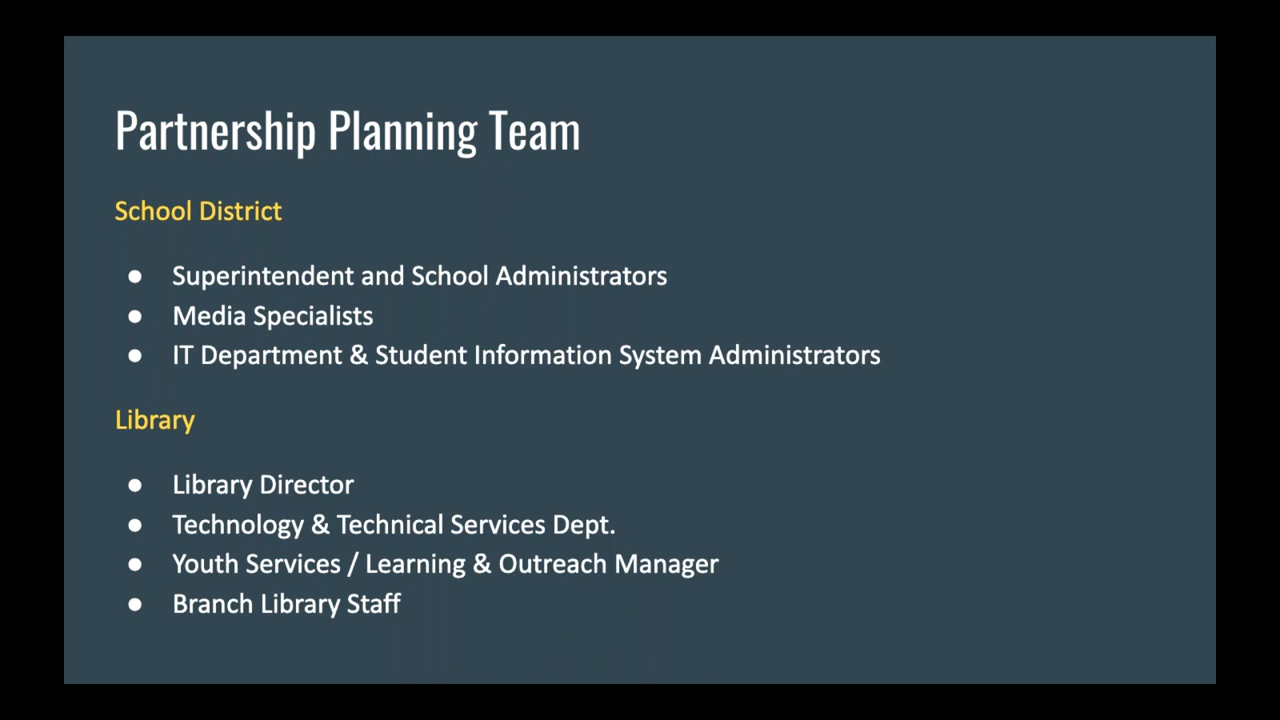 Partnership Planning Team
School District
● Superintendent and School Administrators
● Media Specialists
● IT Department & Student Information System Administrators
Library
● Library Director
● Technology & Technical Services Dept.
● Youth Services / Learning & Outreach Manager
● Branch Library Staff